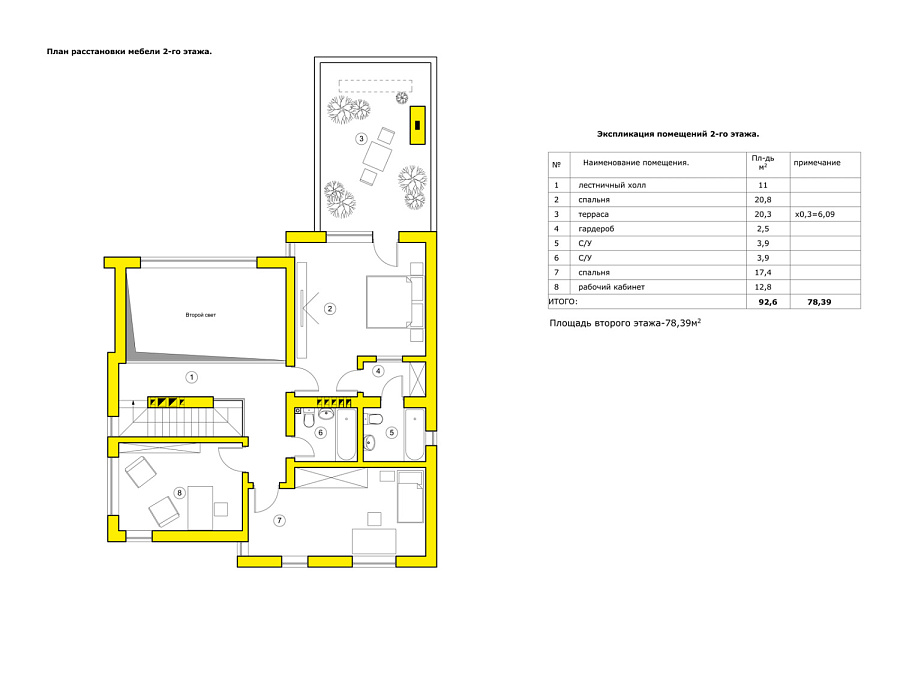 План расстановки мебели 2-го этажа.
3
2
Второй свет
1
4
6
5
8
7
Экспликация помещений 2-го этажа.
№ Наименование помещения. Пл-дь м² примечание
1 лестничный холл 11
2 спальня 20,8
3 терраса 20,3 х0,3=6,09
4 гардероб 2,5
5 С/У 3,9
6 С/У 3,9
7 спальня 17,4
8 рабочий кабинет 12,8
ИТОГО: 92,6 78,39
Площадь второго этажа-78,39м²